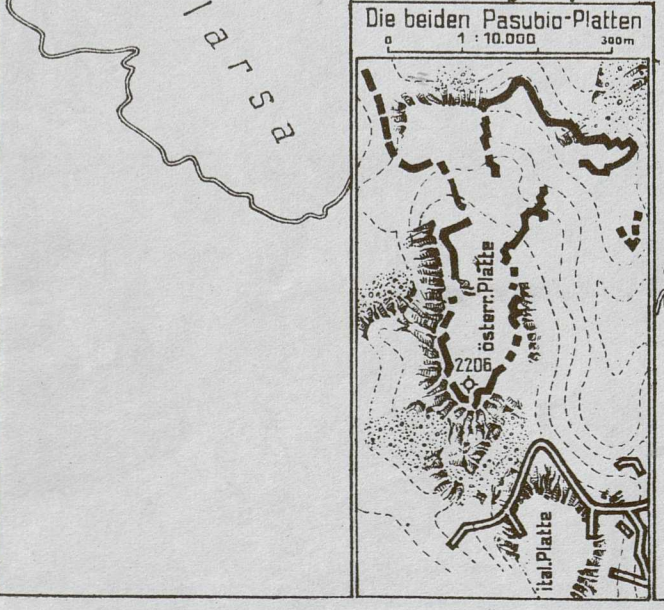 larsa
Die beiden Pasubio-Platten
0 1 : 10.000 300m
österr. Platte
2206
ital. Platte